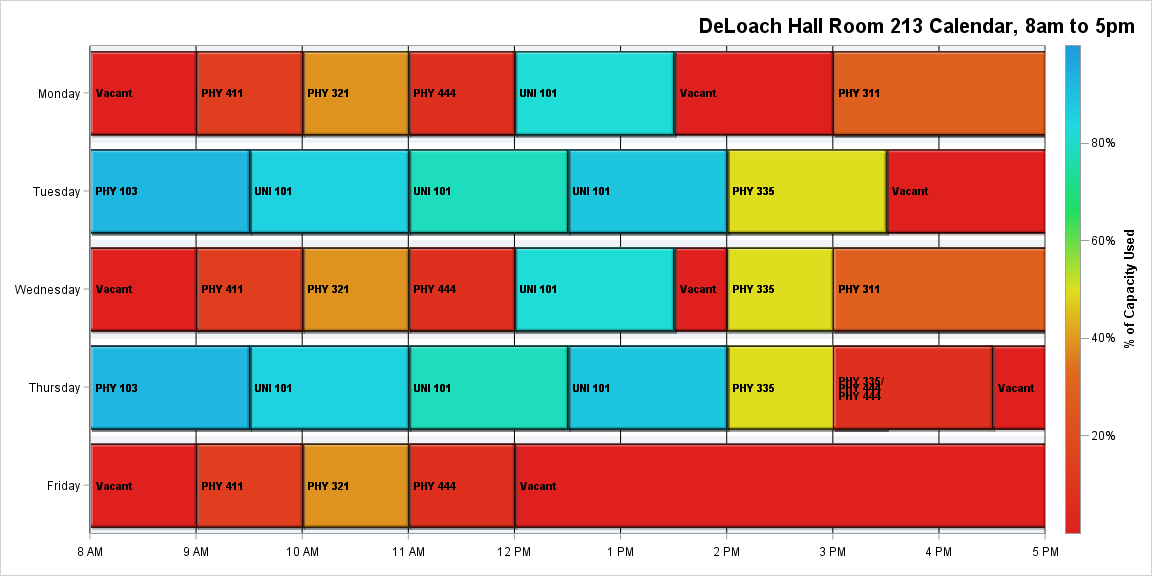 DeLoach Hall Room 213 Calendar, 8am to 5pm
Monday
Vacant
PHY 411
PHY 321
PHY 444
UNI 101
Vacant
PHY 311
Tuesday
PHY 103
UNI 101
UNI 101
UNI 101
PHY 335
Vacant
Wednesday
Vacant
PHY 411
PHY 321
PHY 444
UNI 101
Vacant
PHY 335
PHY 311
Thursday
PHY 103
UNI 101
UNI 101
UNI 101
PHY 335
PHY 335/
PHY 444
PHY 444
Vacant
Friday
Vacant
PHY 411
PHY 321
PHY 444
Vacant
8 AM
9 AM
10 AM
11 AM
12 PM
1 PM
2 PM
3 PM
4 PM
5 PM
80%
60%
40%
20%
% of Capacity Used